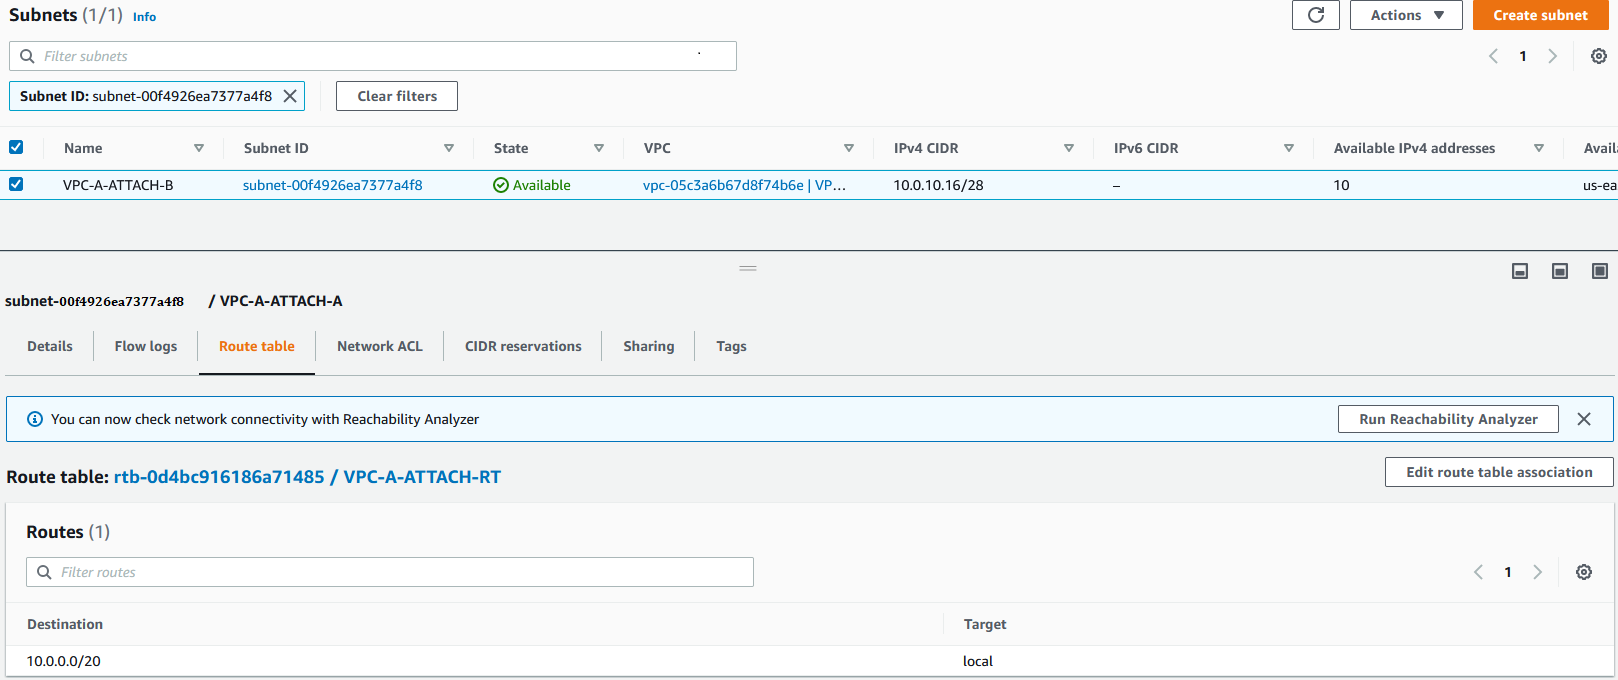 Subnets (1/1) Info
Actions Create subnet
Filter subnets
1
Subnet ID: subnet-00f4926ea7377a4f8 Clear filters
Name Subnet ID State VPC IPv4 CIDR IPv6 CIDR Available IPv4 addresses Avail
VPC-A-ATTACH-B subnet-00f4926ea7377a4f8 Available vpc-05c3a6b67d8f74b6e | VP... 10.0.10.16/28 – 10 us-ea
subnet-00f4926ea7377a4f8 / VPC-A-ATTACH-A
Details Flow logs Route table Network ACL CIDR reservations Sharing Tags
You can now check network connectivity with Reachability Analyzer Run Reachability Analyzer
Route table: rtb-0d4bc916186a71485 / VPC-A-ATTACH-RT Edit route table association
Routes (1)
Filter routes
1
Destination Target
10.0.0.0/20 local